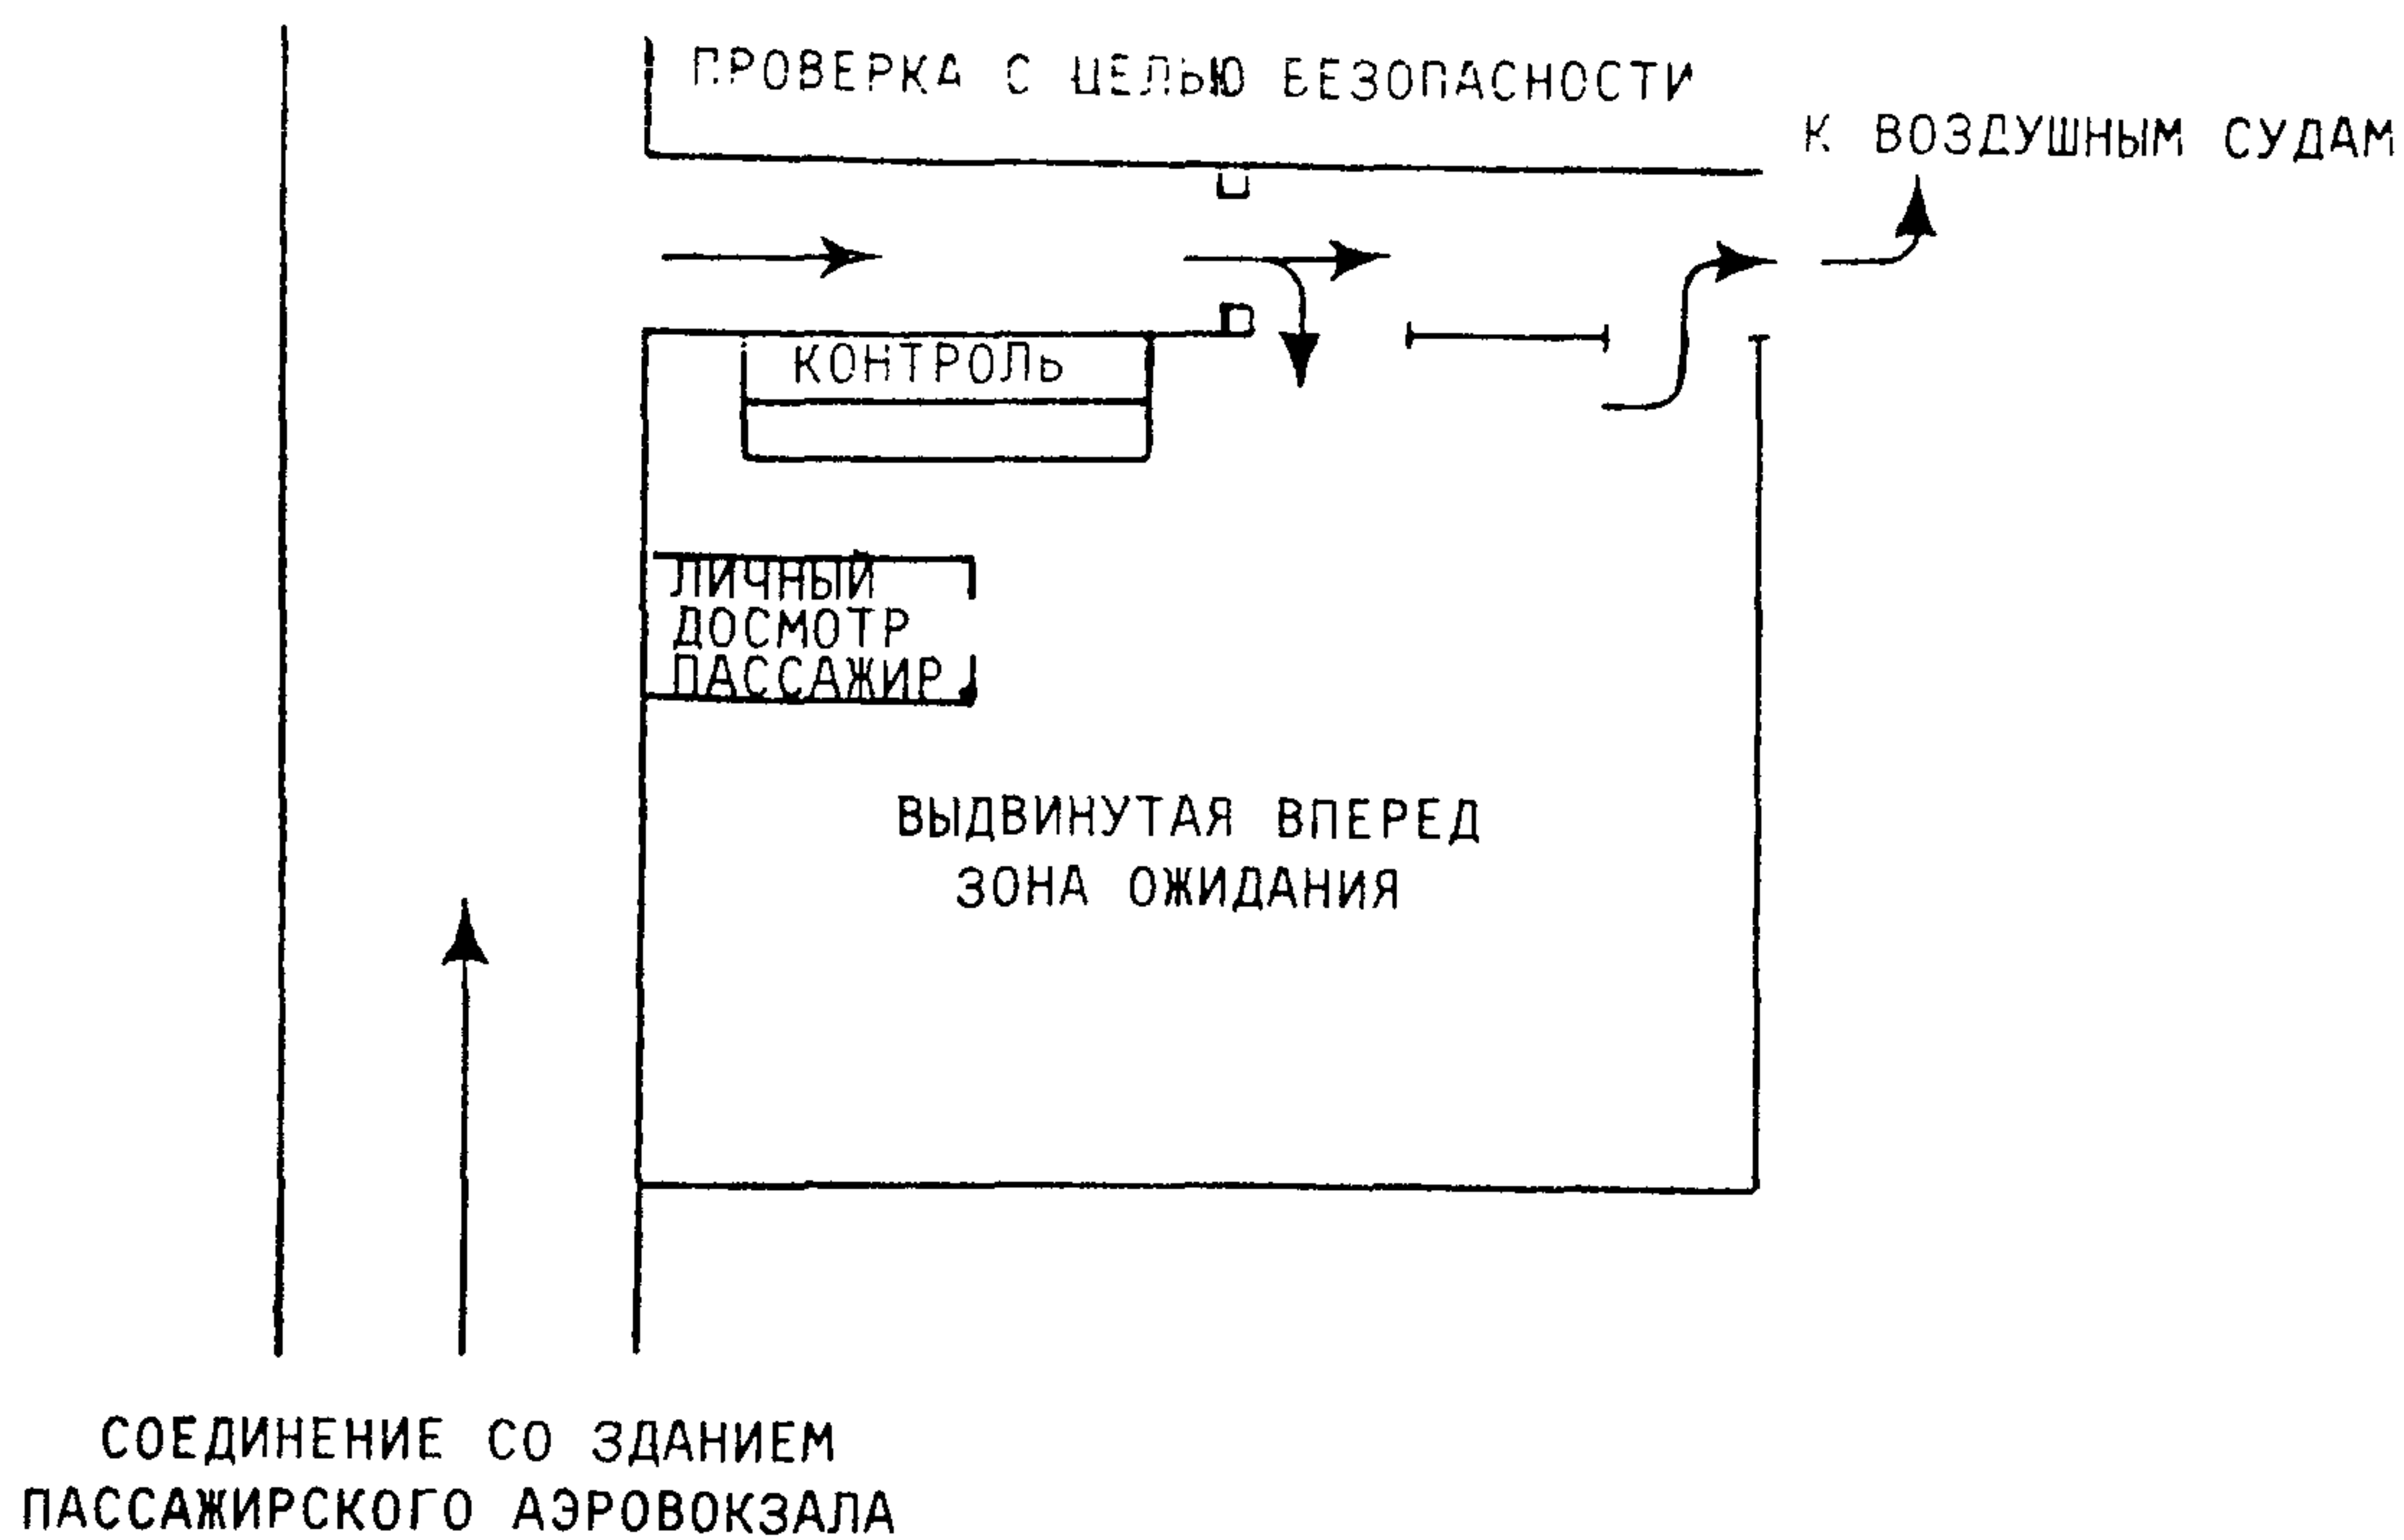 ПРОВЕРКА С ЦЕЛЬЮ БЕЗОПАСНОСТИ
К ВОЗДУШНЫМ СУДАМ
КОНТРОЛЬ
ЛИЧНЫЙ
ДОСМОТР
ПАССАЖИР
ВЫДВИНУТАЯ ВПЕРЕД
ЗОНА ОЖИДАНИЯ
СОЕДИНЕНИЕ СО ЗДАНИЕМ
ПАССАЖИРСКОГО АЭРОВОКЗАЛА